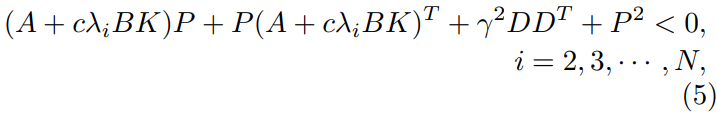 (A + cλ_iBK)P + P(A + cλ_iBK)^T + γ^2DD^T + P^2 < 0,
i = 2, 3, ⋯ , N,
(5)